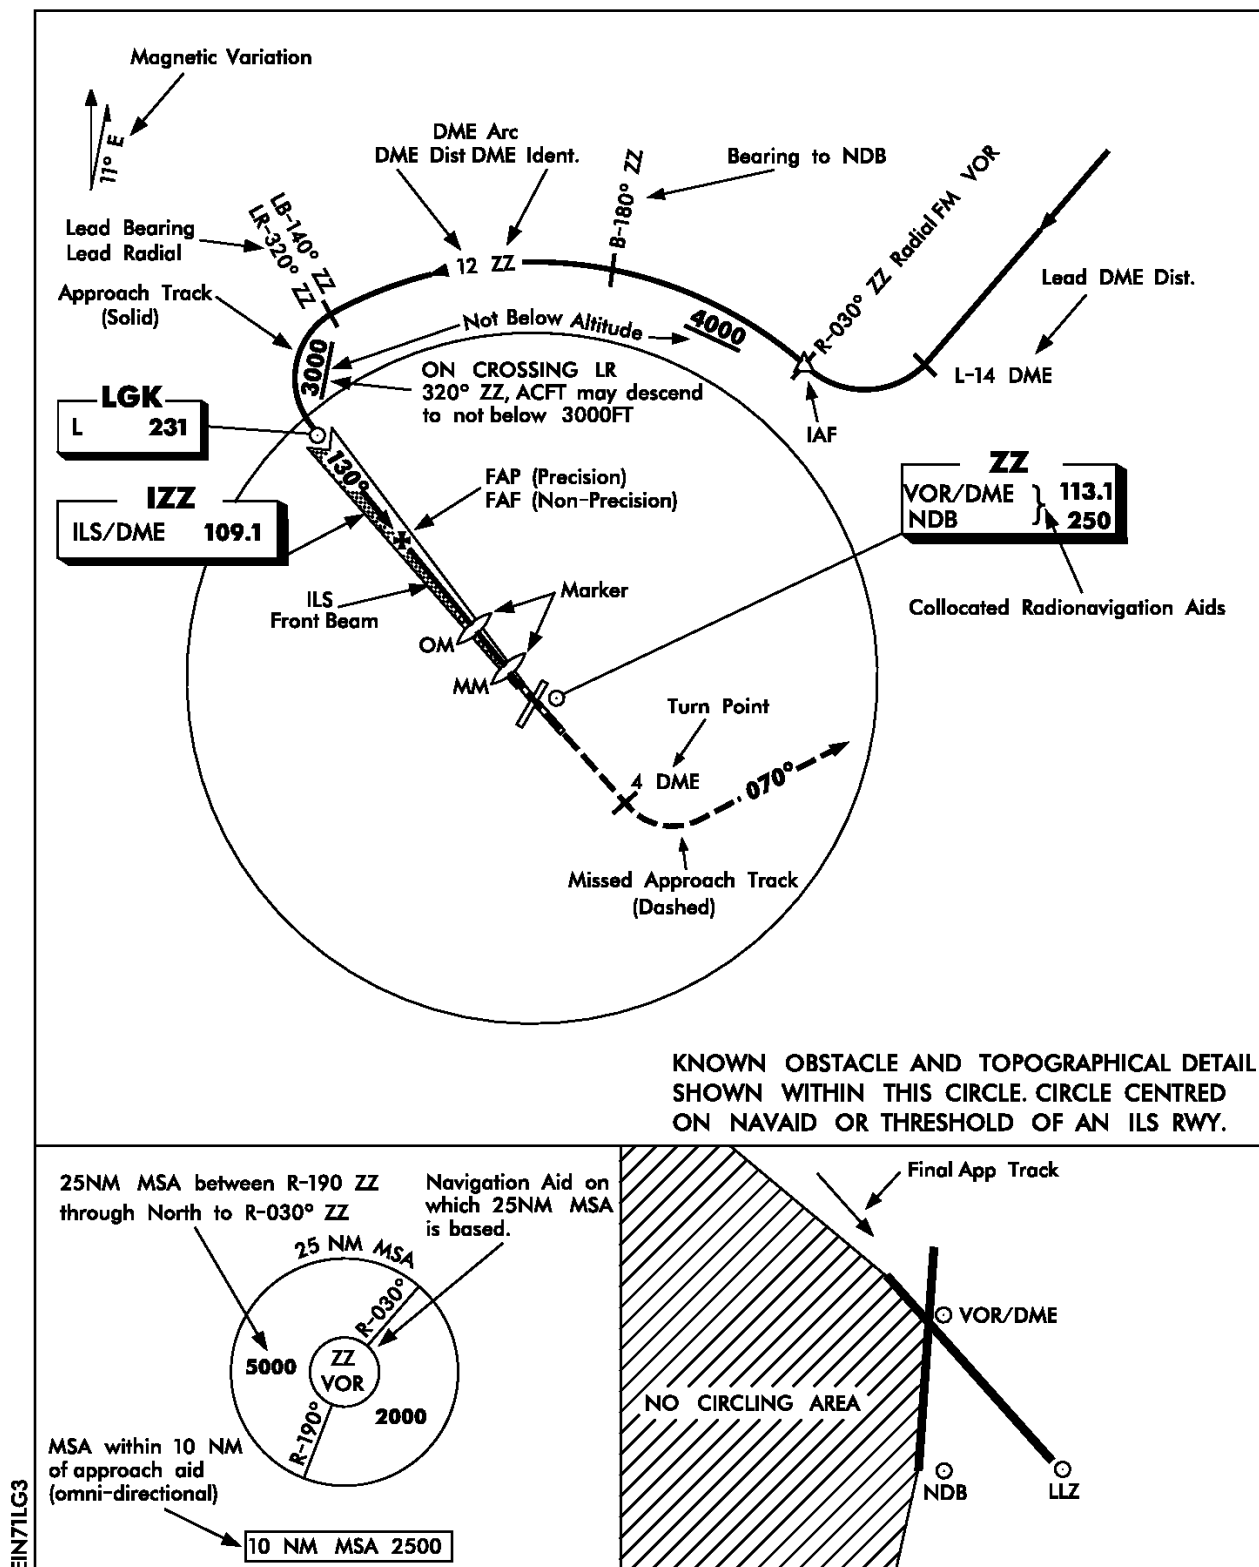 Magnetic Variation
11° E
DME Arc
DME Dist DME Ident.
B-180° ZZ
Bearing to NDB
R-030° ZZ Radial FM VOR
Lead Bearing
Lead Radial
LB-140° ZZ
LR-320° ZZ
12 ZZ
Lead DME Dist.
Approach Track
(Solid)
Not Below Altitude
4000
3000
ON CROSSING LR
320° ZZ, ACFT may descend
to not below 3000FT
L-14 DME
IAF
LGK
L 231
130°
FAP (Precision)
FAF (Non-Precision)
ZZ
VOR/DME } 113.1
NDB 250
IZZ
ILS/DME 109.1
ILS
Front Beam
Marker
Collocated Radionavigation Aids
OM
MM
Turn Point
4 DME
070°
Missed Approach Track
(Dashed)
KNOWN OBSTACLE AND TOPOGRAPHICAL DETAIL
SHOWN WITHIN THIS CIRCLE. CIRCLE CENTRED
ON NAVAID OR THRESHOLD OF AN ILS RWY.
25NM MSA between R-190 ZZ
through North to R-030° ZZ
Navigation Aid on
which 25NM MSA
is based.
25 NM MSA
R-030°
5000
ZZ
VOR
2000
R-190°
MSA within 10 NM
of approach aid
(omni-directional)
10 NM MSA 2500
Final App Track
VOR/DME
NO CIRCLING AREA
NDB
LLZ
EIN71LG3